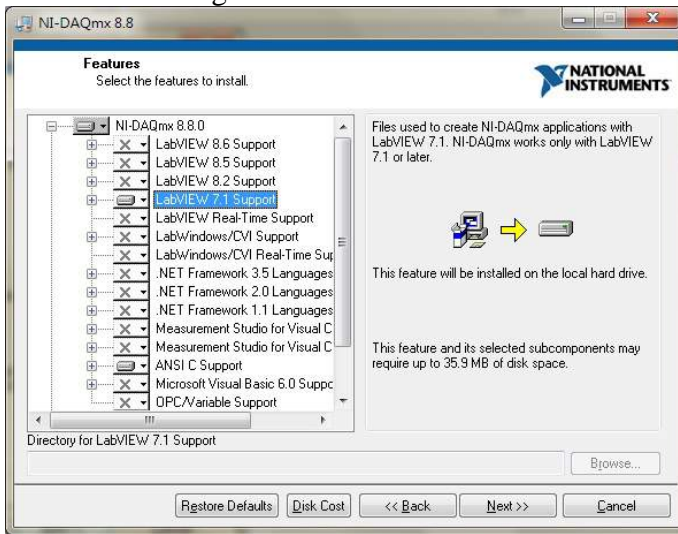 NI-DAQmx 8.8
Features
Select the features to install.
NATIONAL
INSTRUMENTS
NI-DAQmx 8.8.0
LabVIEW 8.6 Support
LabVIEW 8.5 Support
LabVIEW 8.2 Support
LabVIEW 7.1 Support
LabVIEW Real-Time Support
LabWindows/CVI Support
LabWindows/CVI Real-Time Sup
.NET Framework 3.5 Languages
.NET Framework 2.0 Languages
.NET Framework 1.1 Languages
Measurement Studio for Visual C
Measurement Studio for Visual C
ANSI C Support
Microsoft Visual Basic 6.0 Suppo
OPC/Variable Support
Files used to create NI-DAQmx applications with
LabVIEW 7.1. NI-DAQmx works only with LabVIEW
7.1 or later.
This feature will be installed on the local hard drive.
This feature and its selected subcomponents may
require up to 35.9 MB of disk space.
Directory for LabVIEW 7.1 Support
Browse...
Restore Defaults
Disk Cost
<< Back
Next >>
Cancel